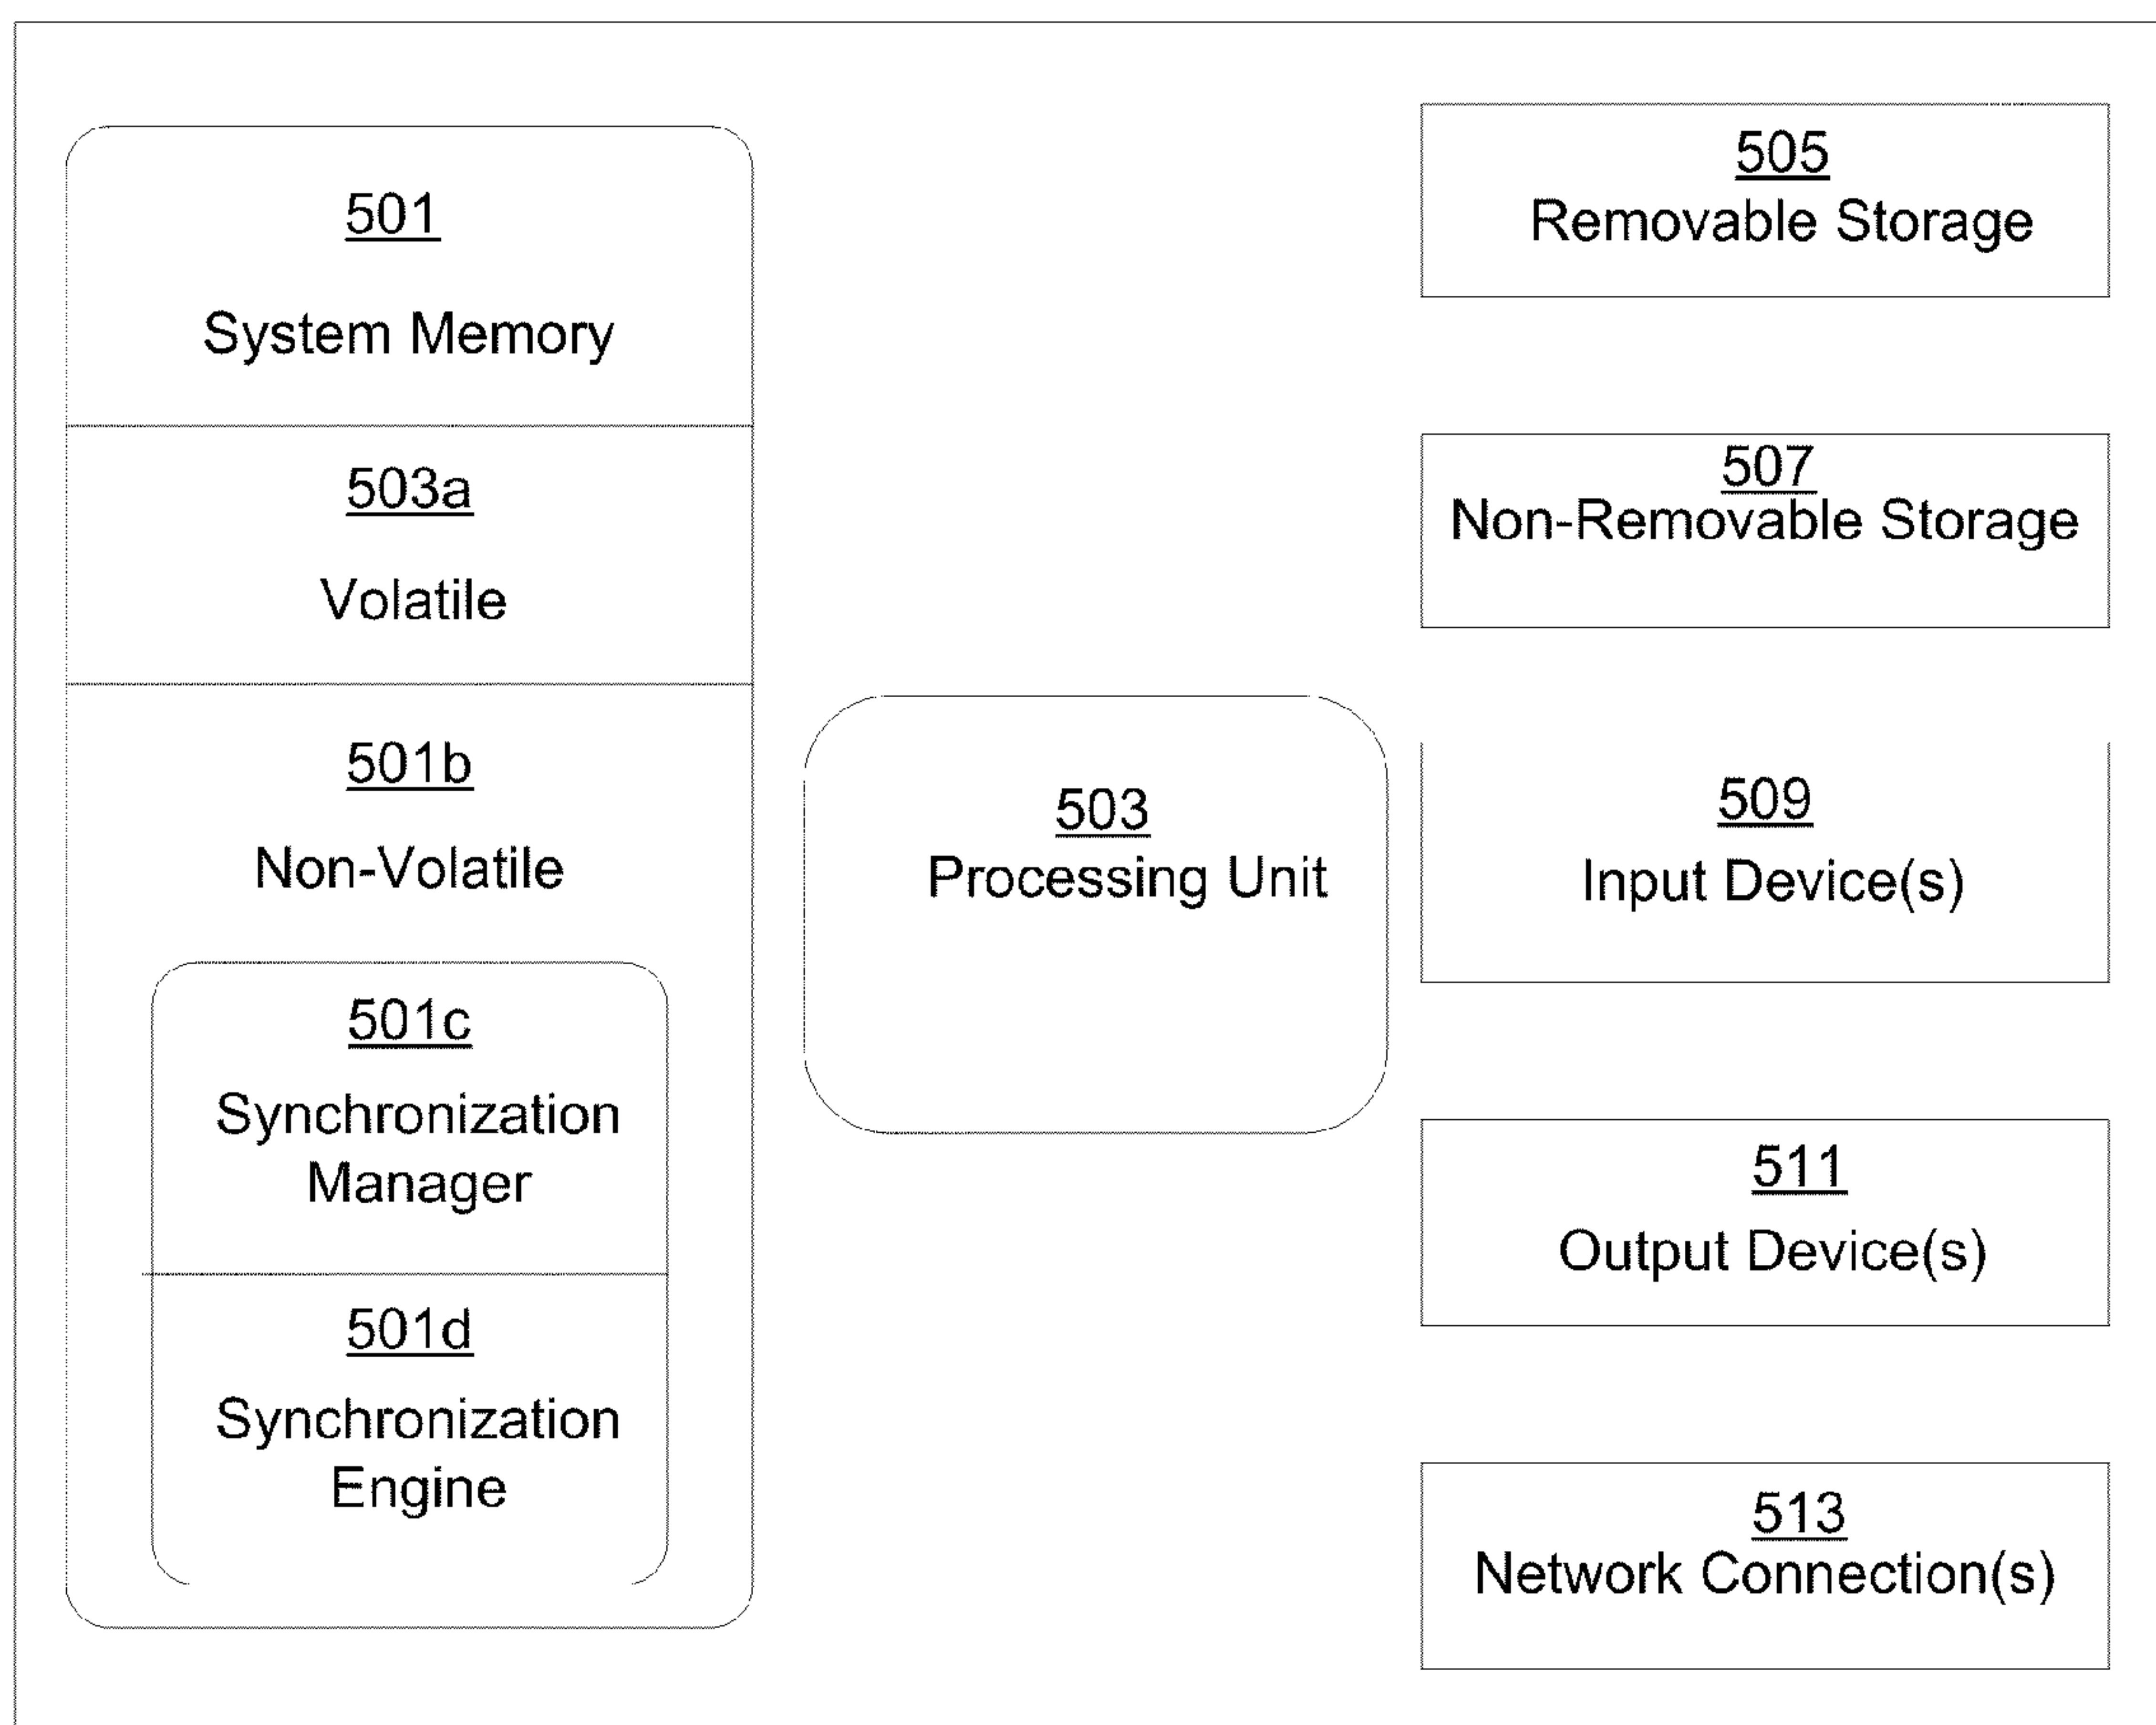 501
System Memory
503a
Volatile
501b
Non-Volatile
501c
Synchronization
Manager
501d
Synchronization
Engine
503
Processing Unit
505
Removable Storage
507
Non-Removable Storage
509
Input Device(s)
511
Output Device(s)
513
Network Connection(s)